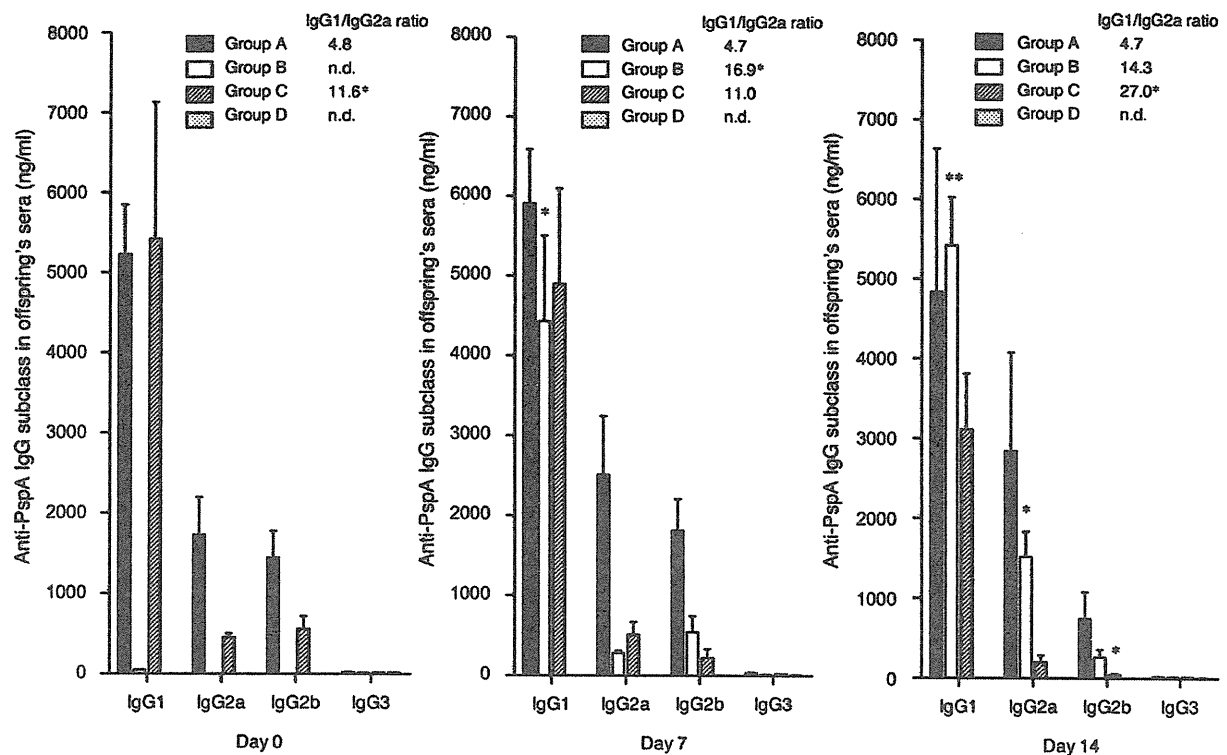 IgG1/IgG2a ratio
Group A 4.8
Group B n.d.
Group C 11.6*
Group D n.d.
8000
7000
6000
5000
4000
3000
2000
1000
0
Anti-PspA IgG subclass in offspring's sera (ng/ml)
IgG1 IgG2a IgG2b IgG3
Day 0
IgG1/IgG2a ratio
Group A 4.7
Group B 16.9*
Group C 11.0
Group D n.d.
8000
7000
6000
5000
4000
3000
2000
1000
0
Anti-PspA IgG subclass in offspring's sera (ng/ml)
*
IgG1 IgG2a IgG2b IgG3
Day 7
IgG1/IgG2a ratio
Group A 4.7
Group B 14.3
Group C 27.0*
Group D n.d.
8000
7000
6000
5000
4000
3000
2000
1000
0
Anti-PspA IgG subclass in offspring's sera (ng/ml)
**
*
*
IgG1 IgG2a IgG2b IgG3
Day 14